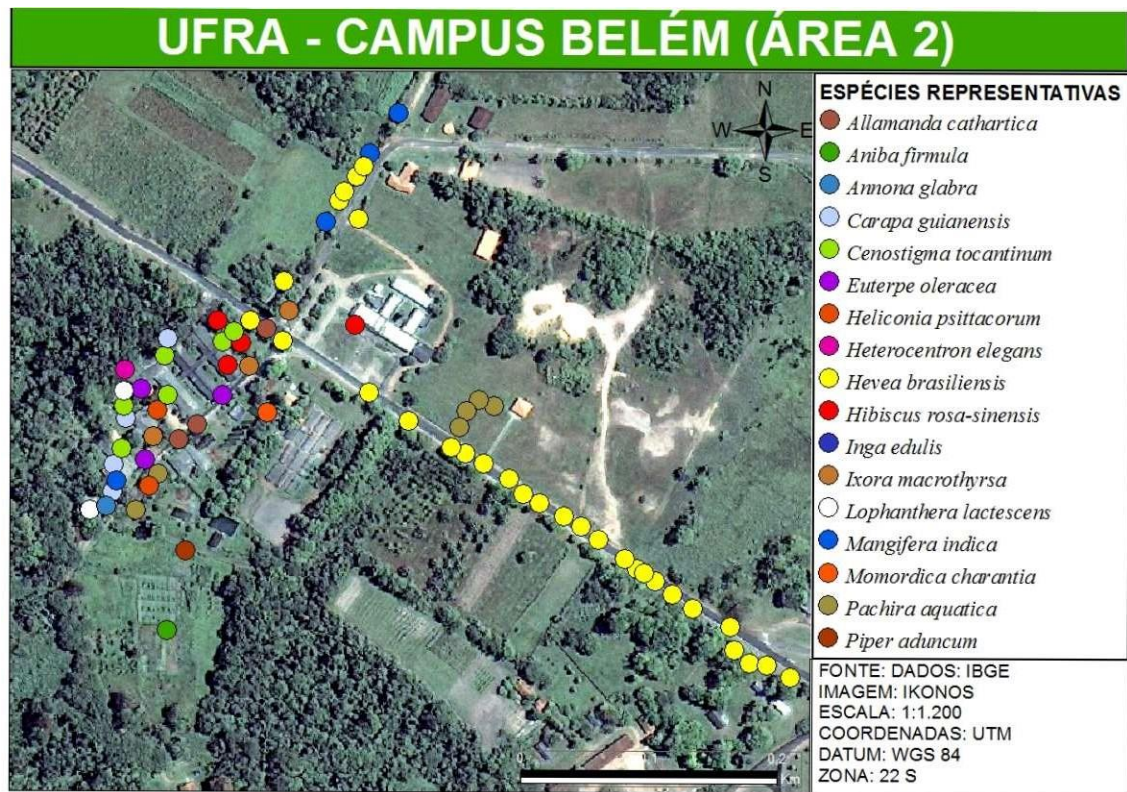 UFRA - CAMPUS BELÉM (ÁREA 2)
N
W E
S
ESPÉCIES REPRESENTATIVAS
Allamanda cathartica
Aniba firmula
Annona glabra
Carapa guianensis
Cenostigma tocantinum
Euterpe oleracea
Heliconia psittacorum
Heterocentron elegans
Hevea brasiliensis
Hibiscus rosa-sinensis
Inga edulis
Ixora macrothyrsa
Lophanthera lactescens
Mangifera indica
Momordica charantia
Pachira aquatica
Piper aduncum
FONTE: DADOS: IBGE
IMAGEM: IKONOS
ESCALA: 1:1.200
COORDENADAS: UTM
DATUM: WGS 84
ZONA: 22 S
0,2
Km